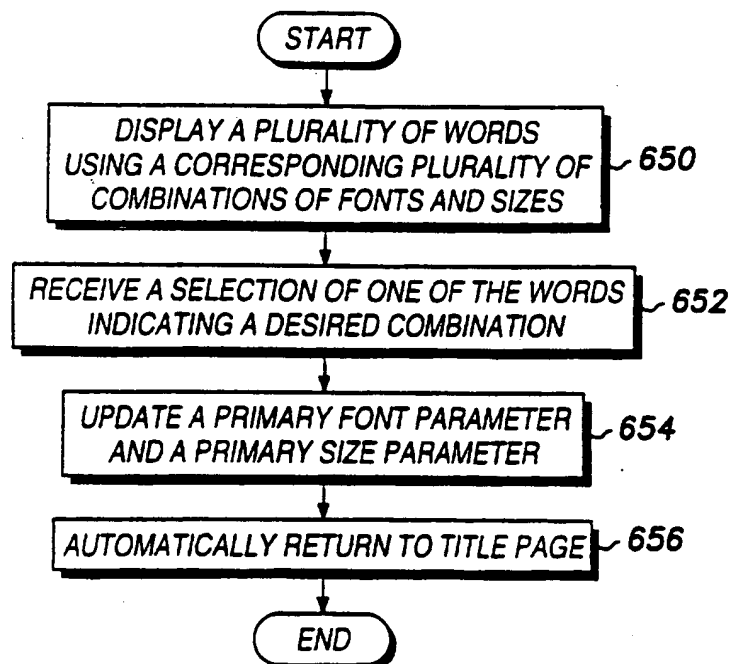 START
DISPLAY A PLURALITY OF WORDS
USING A CORRESPONDING PLURALITY OF
COMBINATIONS OF FONTS AND SIZES
650
RECEIVE A SELECTION OF ONE OF THE WORDS
INDICATING A DESIRED COMBINATION
652
UPDATE A PRIMARY FONT PARAMETER
AND A PRIMARY SIZE PARAMETER
654
AUTOMATICALLY RETURN TO TITLE PAGE
656
END